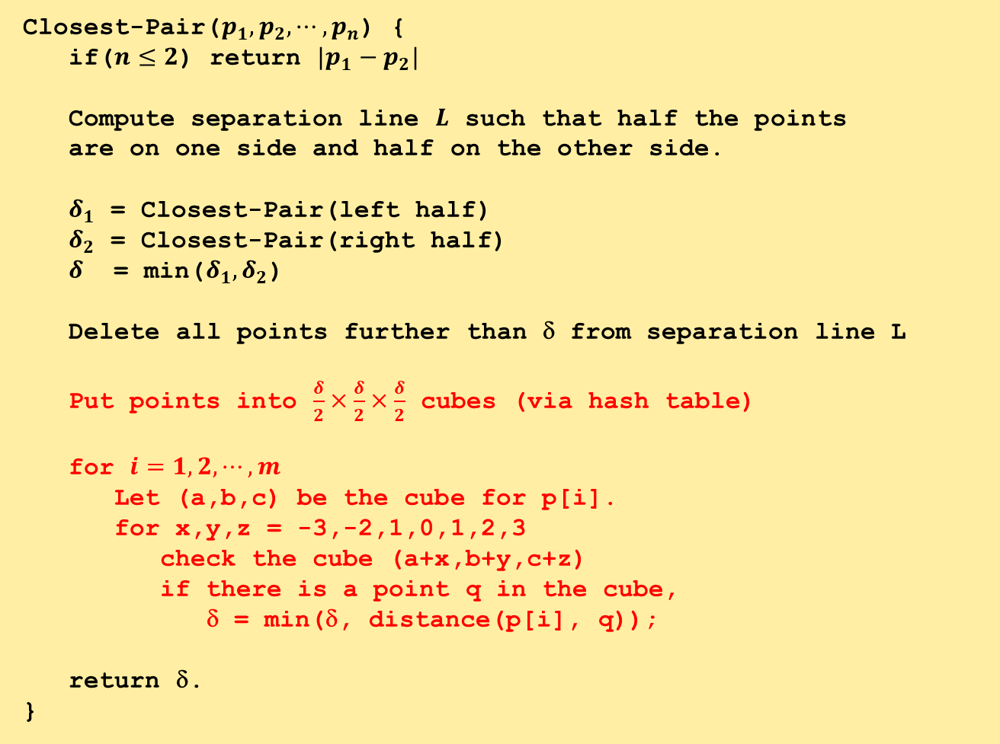 Closest-Pair(p₁,p₂,⋯,pₙ) {
if(n ≤ 2) return |p₁ − p₂|
Compute separation line L such that half the points
are on one side and half on the other side.
δ₁ = Closest-Pair(left half)
δ₂ = Closest-Pair(right half)
δ = min(δ₁,δ₂)
Delete all points further than δ from separation line L
Put points into δ/2 × δ/2 × δ/2 cubes (via hash table)
for i = 1,2,⋯,m
Let (a,b,c) be the cube for p[i].
for x,y,z = -3,-2,1,0,1,2,3
check the cube (a+x,b+y,c+z)
if there is a point q in the cube,
δ = min(δ, distance(p[i], q));
return δ.
}